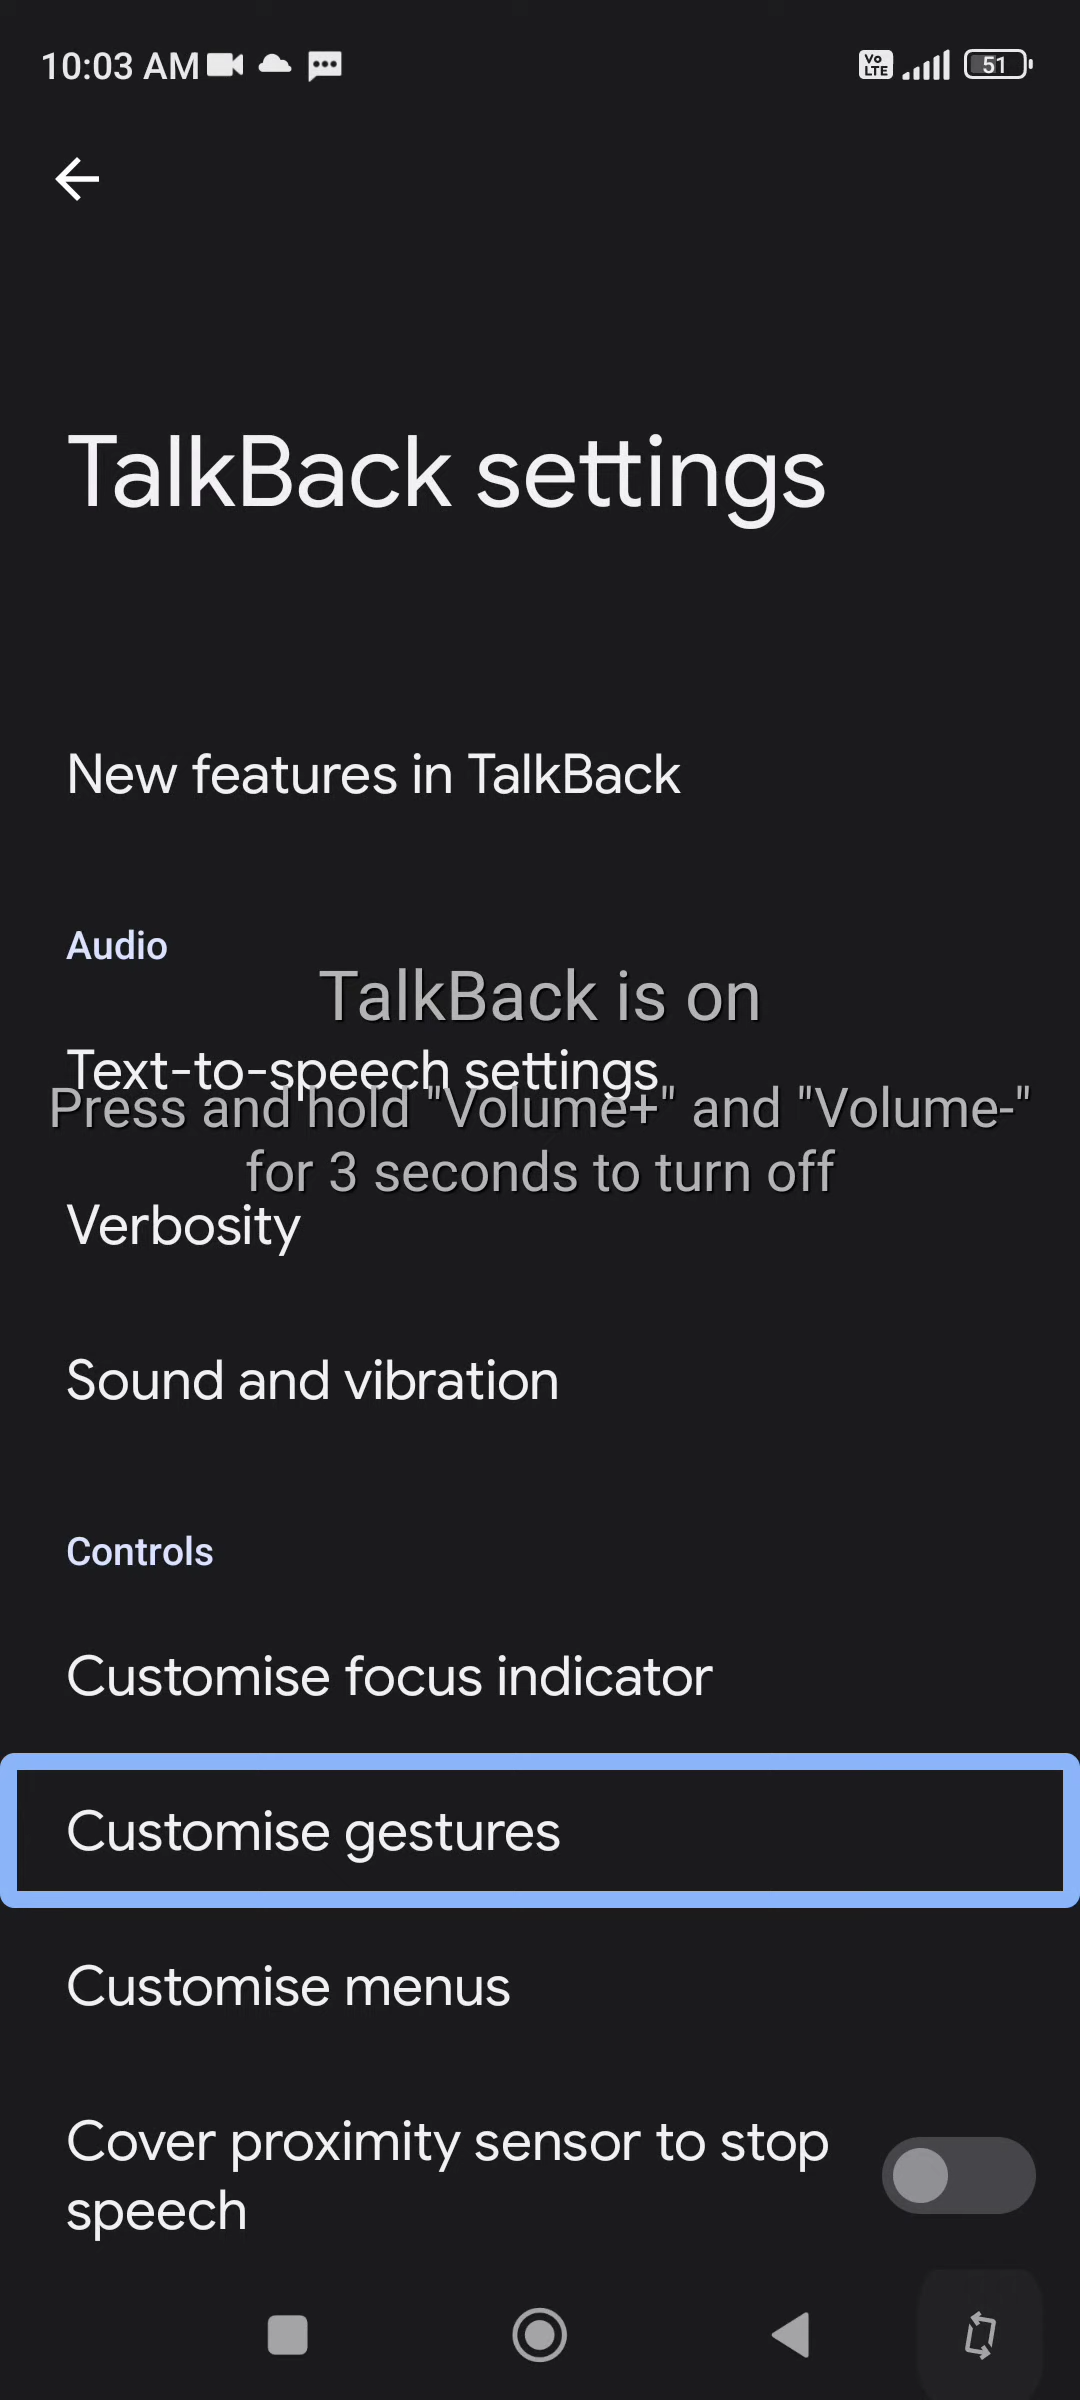 10:03 AM
Vo
LTE
51
TalkBack settings
New features in TalkBack
Audio
TalkBack is on
Text-to-speech settings
Press and hold "Volume+" and "Volume-"
for 3 seconds to turn off
Verbosity
Sound and vibration
Controls
Customise focus indicator
Customise gestures
Customise menus
Cover proximity sensor to stop
speech